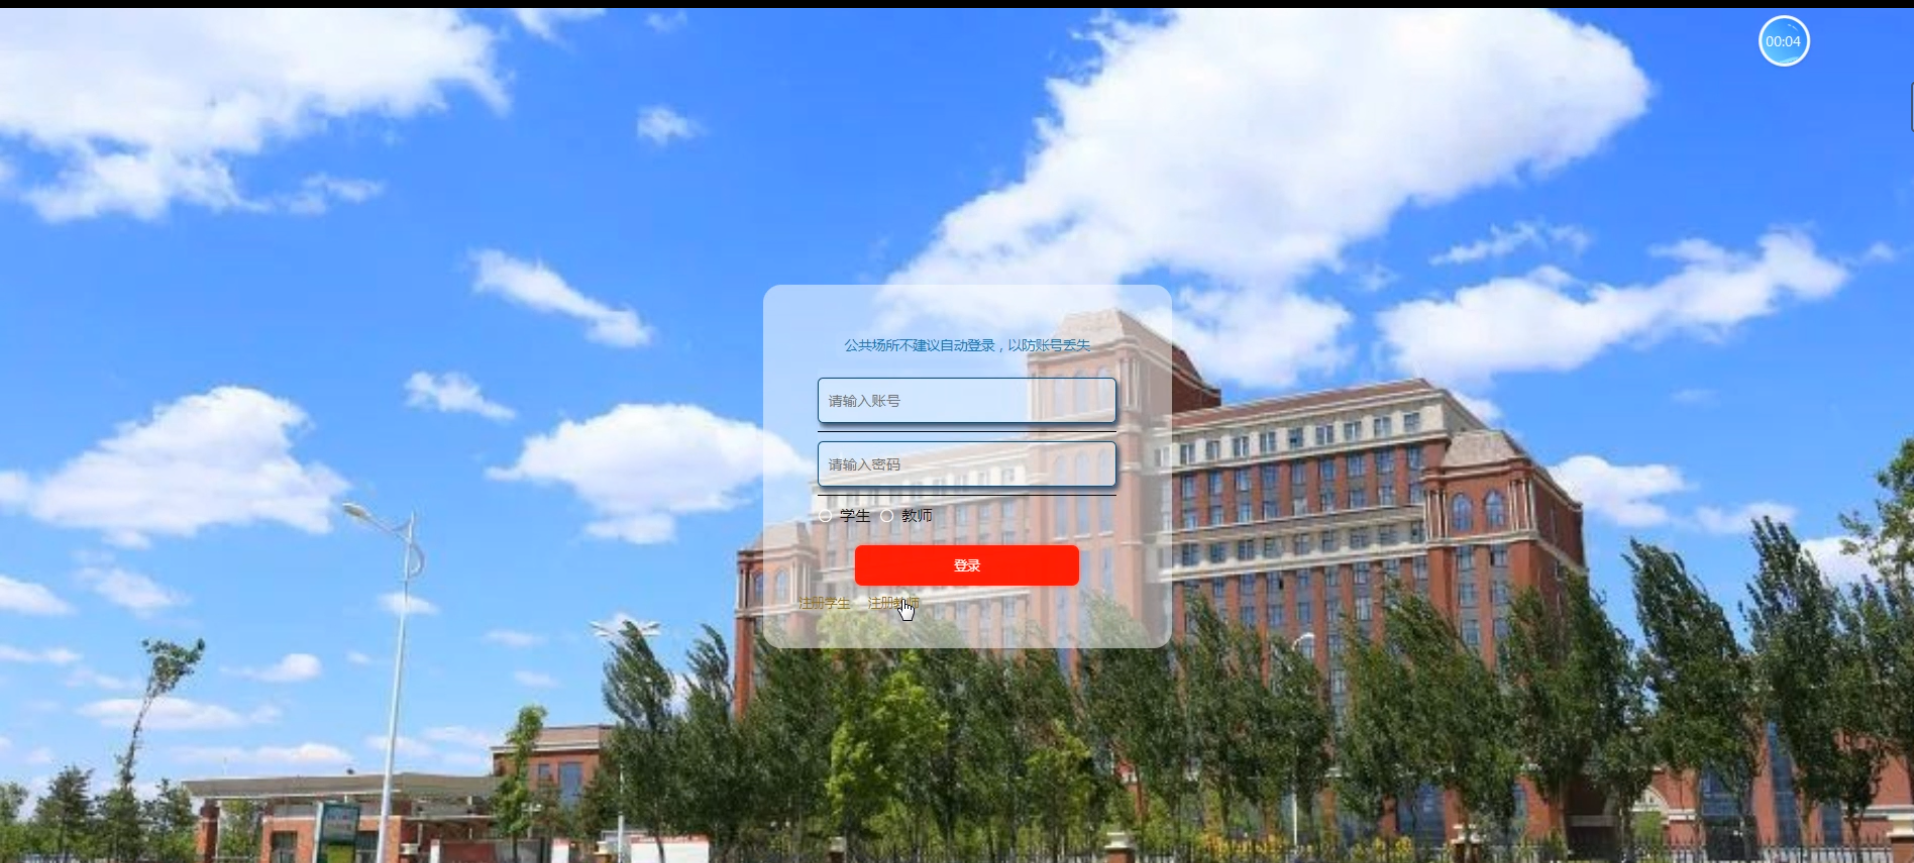 00:04
公共场所不建议自动登录，以防账号丢失
请输入账号
请输入密码
学生 教师
登录
注册学生 注册教师